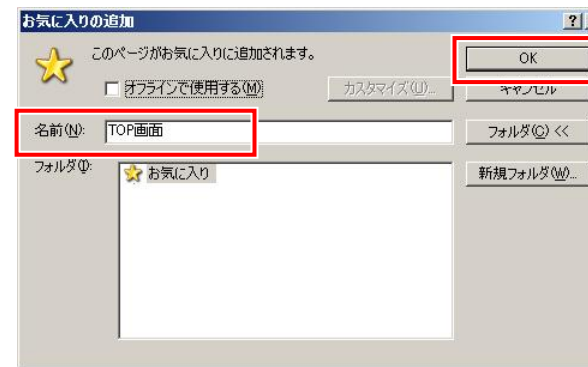 お気に入りの追加
このページがお気に入りに追加されます。
OK
オフラインで使用する(M)
カスタマイズ(U)...
キャンセル
名前(N):
TOP画面
フォルダ(C) <<
フォルダ(I):
お気に入り
新規フォルダ(W)...